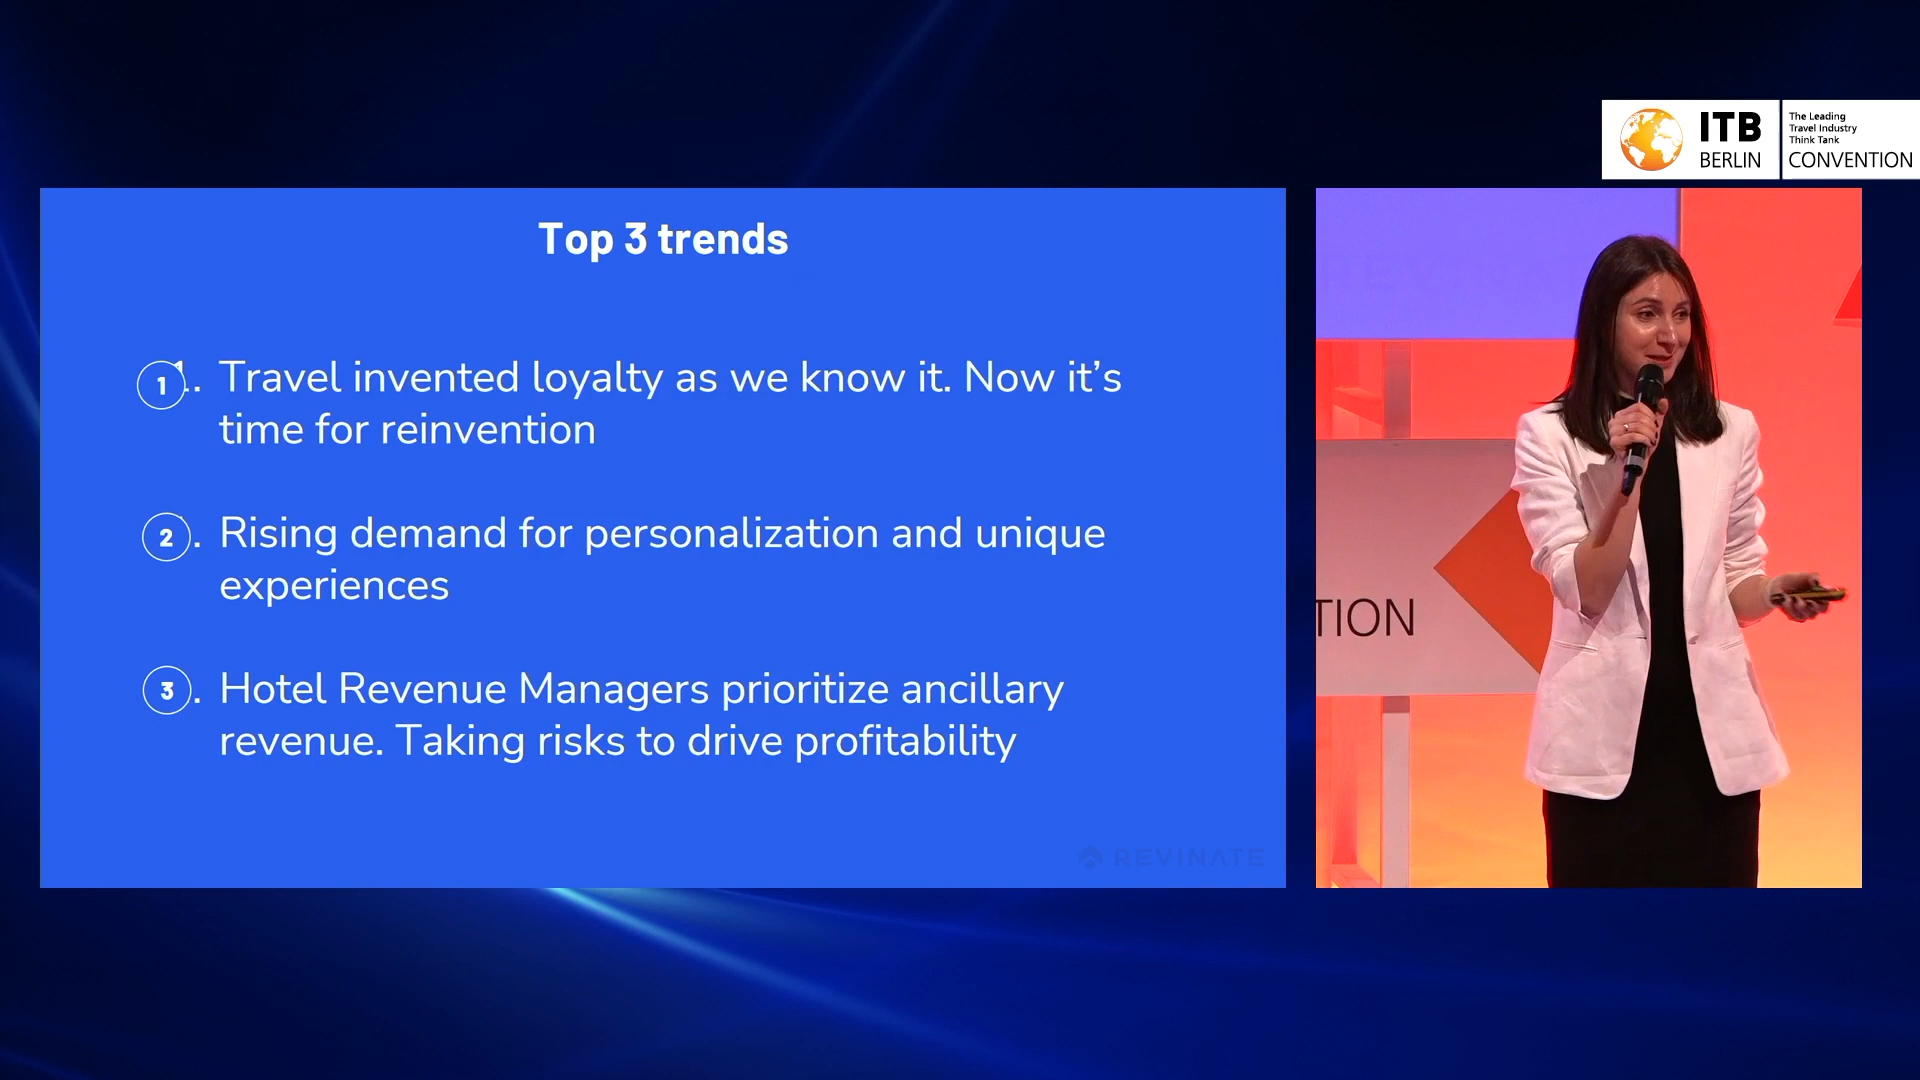 ITB
BERLIN
The Leading
Travel Industry
Think Tank
CONVENTION
Top 3 trends
1 . Travel invented loyalty as we know it. Now it's
time for reinvention
2 . Rising demand for personalization and unique
experiences
3 . Hotel Revenue Managers prioritize ancillary
revenue. Taking risks to drive profitability
REVINATE
REVINA
TION